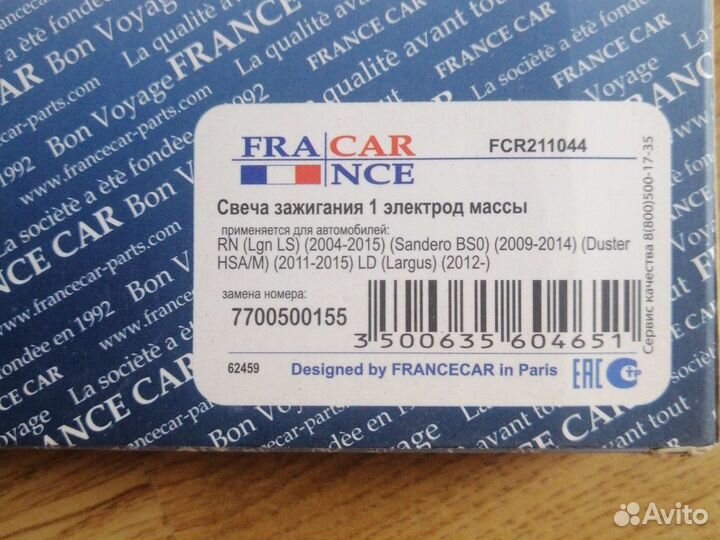 FRA CAR
NCE
FCR211044
Свеча зажигания 1 электрод массы
применяется для автомобилей:
RN (Lgn LS) (2004-2015) (Sandero BS0) (2009-2014) (Duster
HSA/M) (2011-2015) LD (Largus) (2012-)
замена номера:
7700500155
3 500635 604651
62459
Designed by FRANCECAR in Paris
EAC
TP
Сервис качества 8(800)500-17-35
La société a été fondée en 1992
www.francecar-parts.com
Bon Voyage
FRANCE CAR
La qualité avant tout
Avito